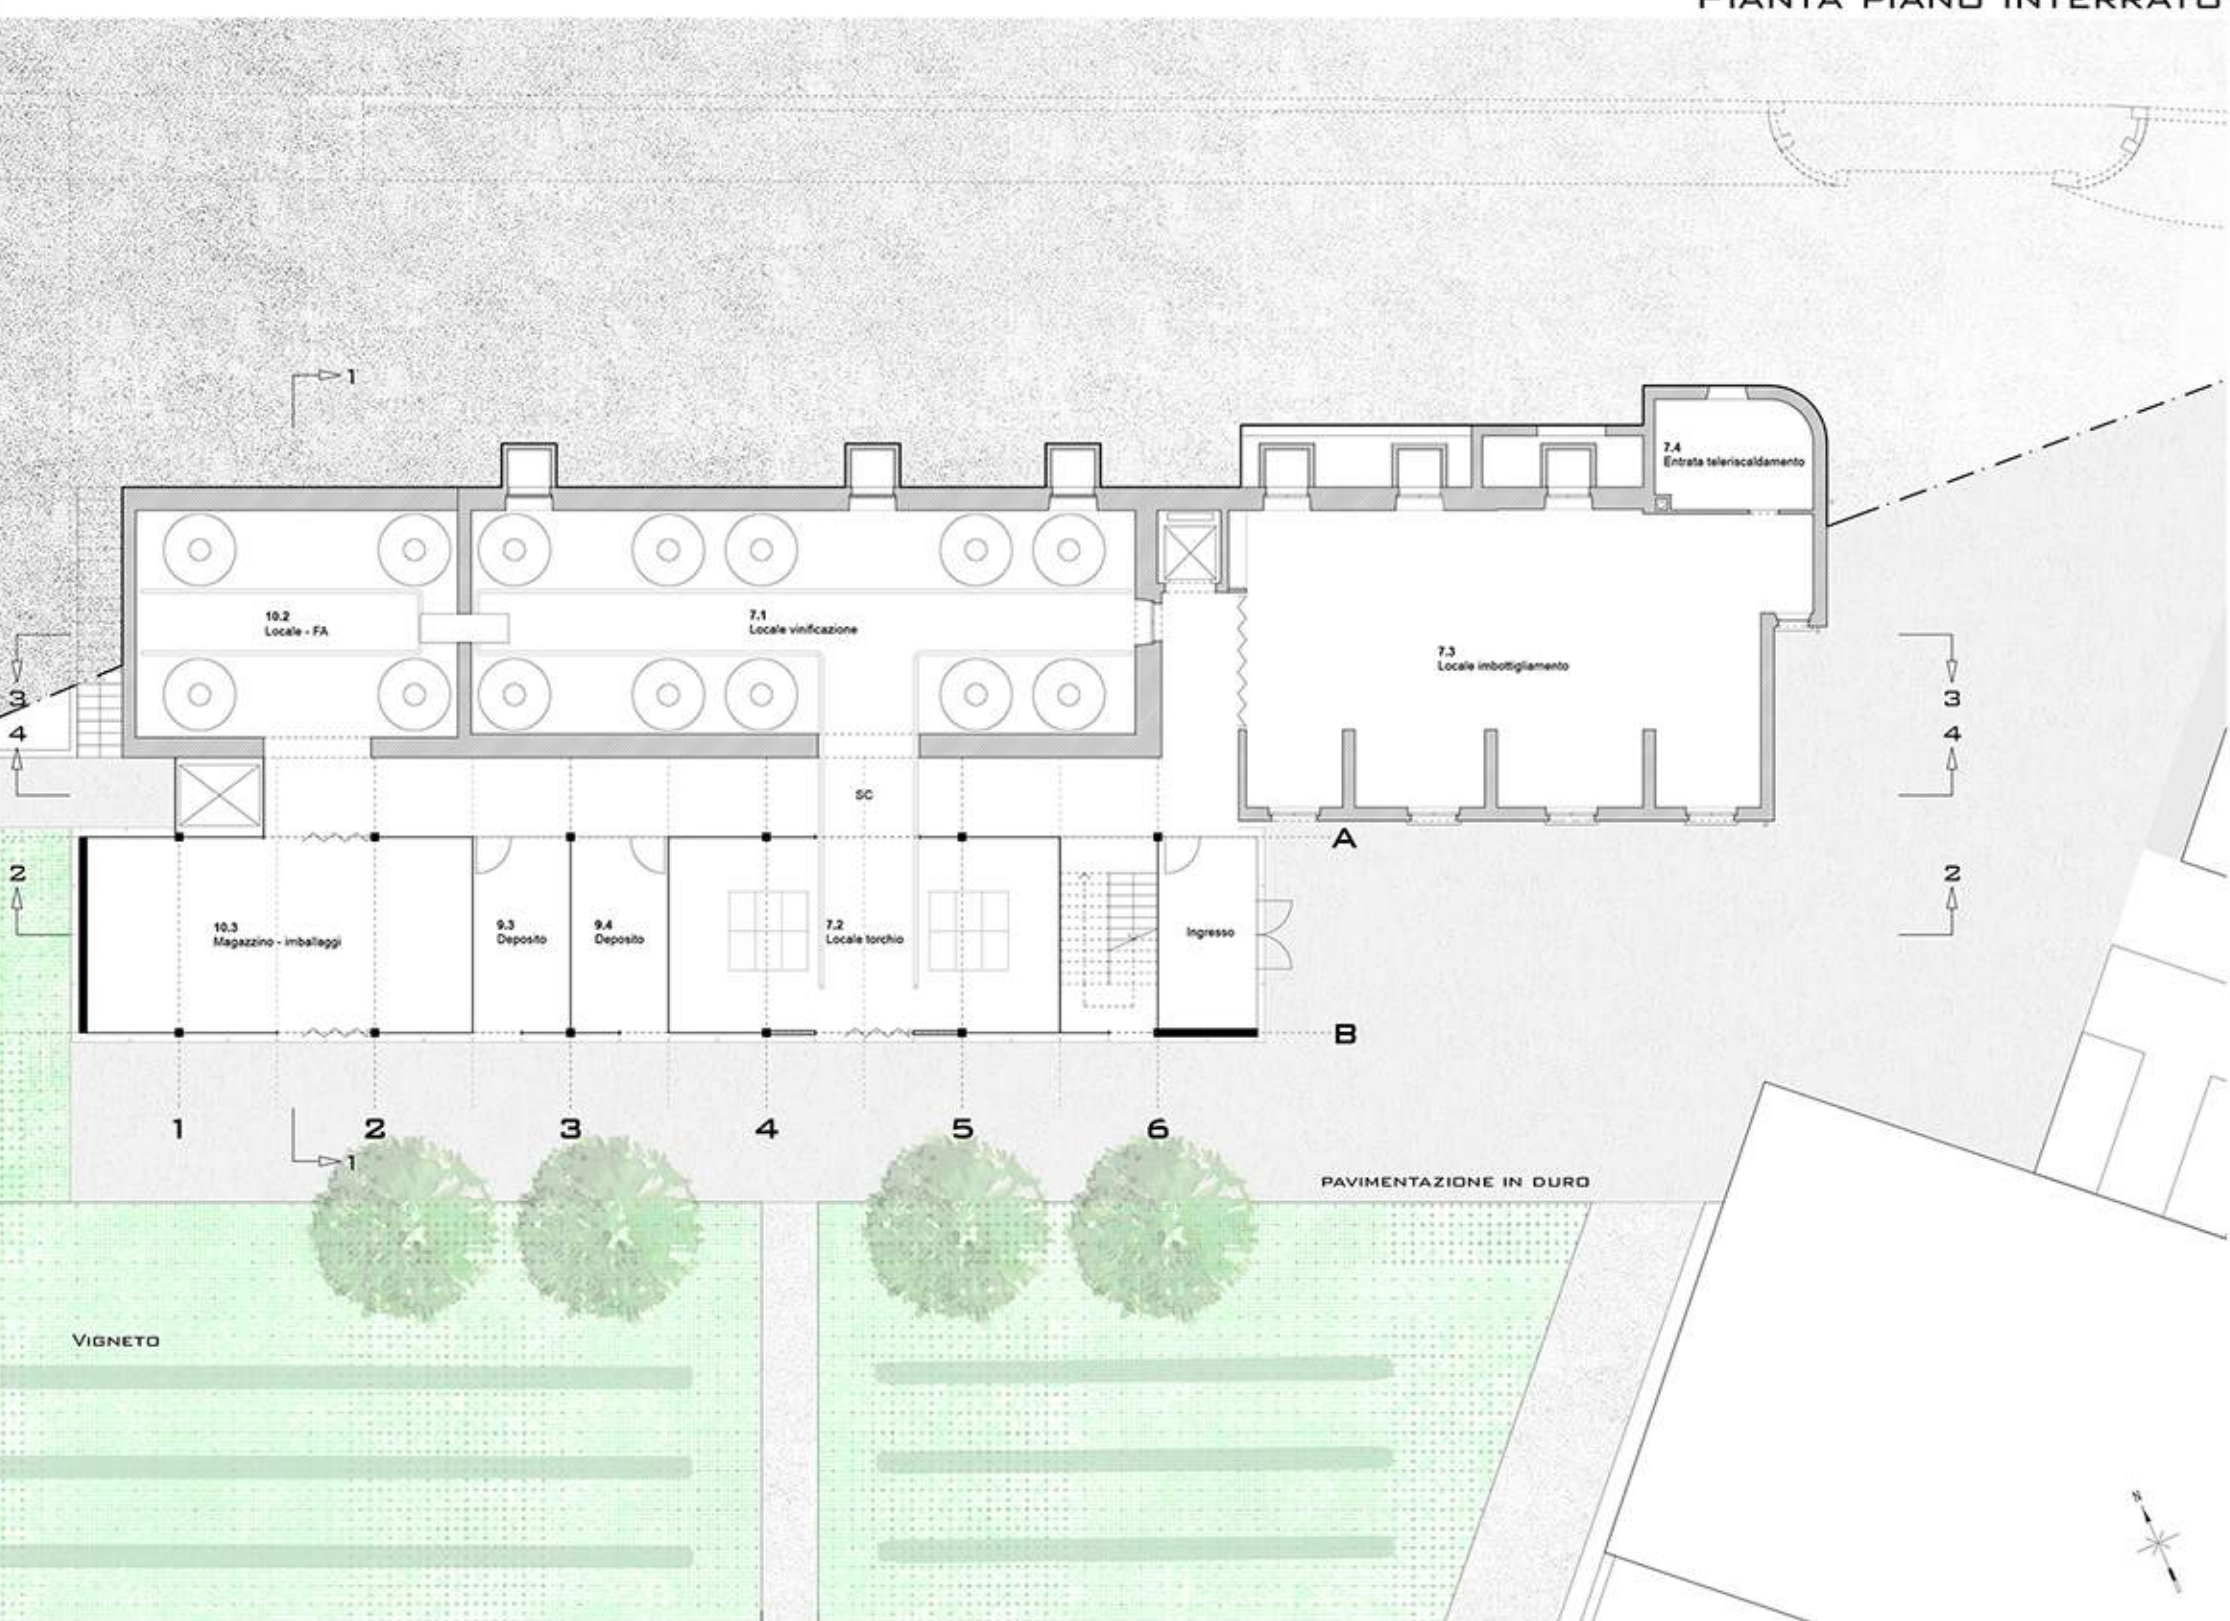 PIANTA PIANO INTERRATO
1
7.4
Entrata teleriscaldamento
10.2
Locale - FA
7.1
Locale vinificazione
7.3
Locale imbottigliamento
3
4
3
4
SC
A
2
2
10.3
Magazzino - imballaggi
9.3
Deposito
9.4
Deposito
7.2
Locale torchio
Ingresso
B
1
2
3
4
5
6
1
PAVIMENTAZIONE IN DURO
VIGNETO
N